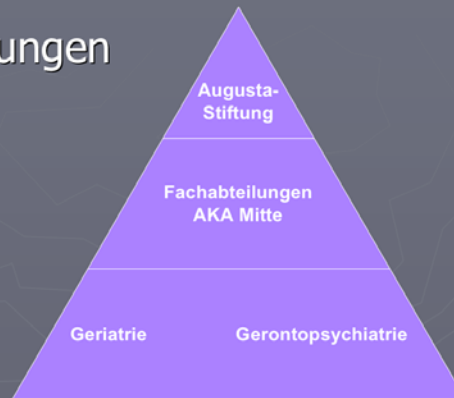 ungen
Augusta-
Stiftung
Fachabteilungen
AKA Mitte
Geriatrie Gerontopsychiatrie